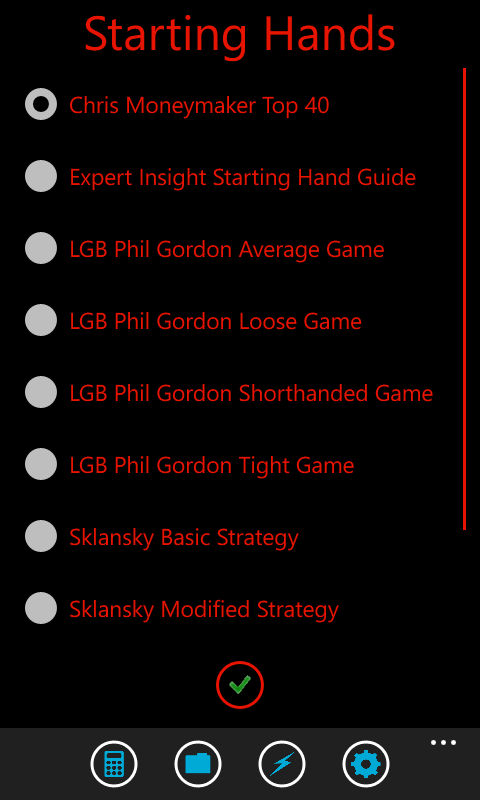 Starting Hands
Chris Moneymaker Top 40
Expert Insight Starting Hand Guide
LGB Phil Gordon Average Game
LGB Phil Gordon Loose Game
LGB Phil Gordon Shorthanded Game
LGB Phil Gordon Tight Game
Sklansky Basic Strategy
Sklansky Modified Strategy